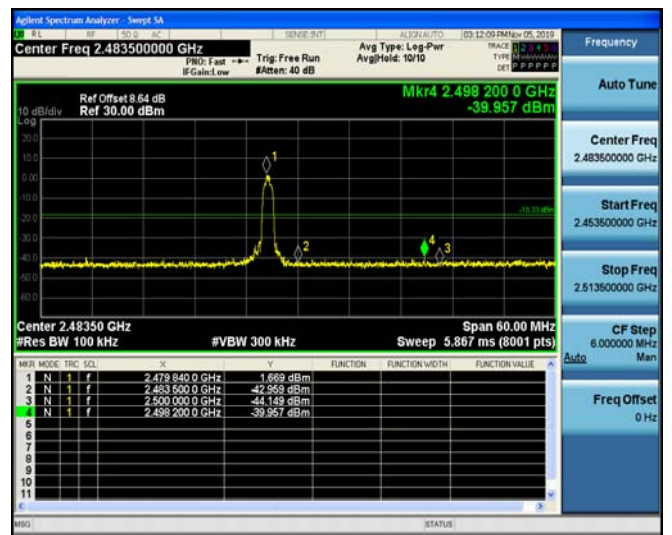 Agilent Spectrum Analyzer - Swept SA
RL RF 50 Ω AC SENSE:INT ALIGN AUTO 03:12:09 PM Nov 05, 2019
Center Freq 2.483500000 GHz
PNO: Fast Trig: Free Run
IFGain:Low #Atten: 40 dB
Avg Type: Log-Pwr
Avg|Hold: 10/10
TRACE 1 2 3 4 5 6
TYPE M WWWWW
DET P P P P P P
Mkr4 2.498 200 0 GHz
-39.957 dBm
Ref Offset 8.64 dB
10 dB/div Ref 30.00 dBm
Log
20.0
10.0
0.00
-10.0
-20.0
-30.0
-40.0
-50.0
-60.0
1
2
4
3
-18.33 dBm
Center 2.48350 GHz Span 60.00 MHz
#Res BW 100 kHz #VBW 300 kHz Sweep 5.867 ms (8001 pts)
MKR MODE TRC SCL X Y FUNCTION FUNCTION WIDTH FUNCTION VALUE
1 N 1 f 2.479 840 0 GHz 1.669 dBm
2 N 1 f 2.483 500 0 GHz -42.959 dBm
3 N 1 f 2.500 000 0 GHz -44.149 dBm
4 N 1 f 2.498 200 0 GHz -39.957 dBm
5
6
7
8
9
10
11
MSG STATUS
Frequency
Auto Tune
Center Freq
2.483500000 GHz
Start Freq
2.453500000 GHz
Stop Freq
2.513500000 GHz
CF Step
6.000000 MHz
Auto Man
Freq Offset
0 Hz